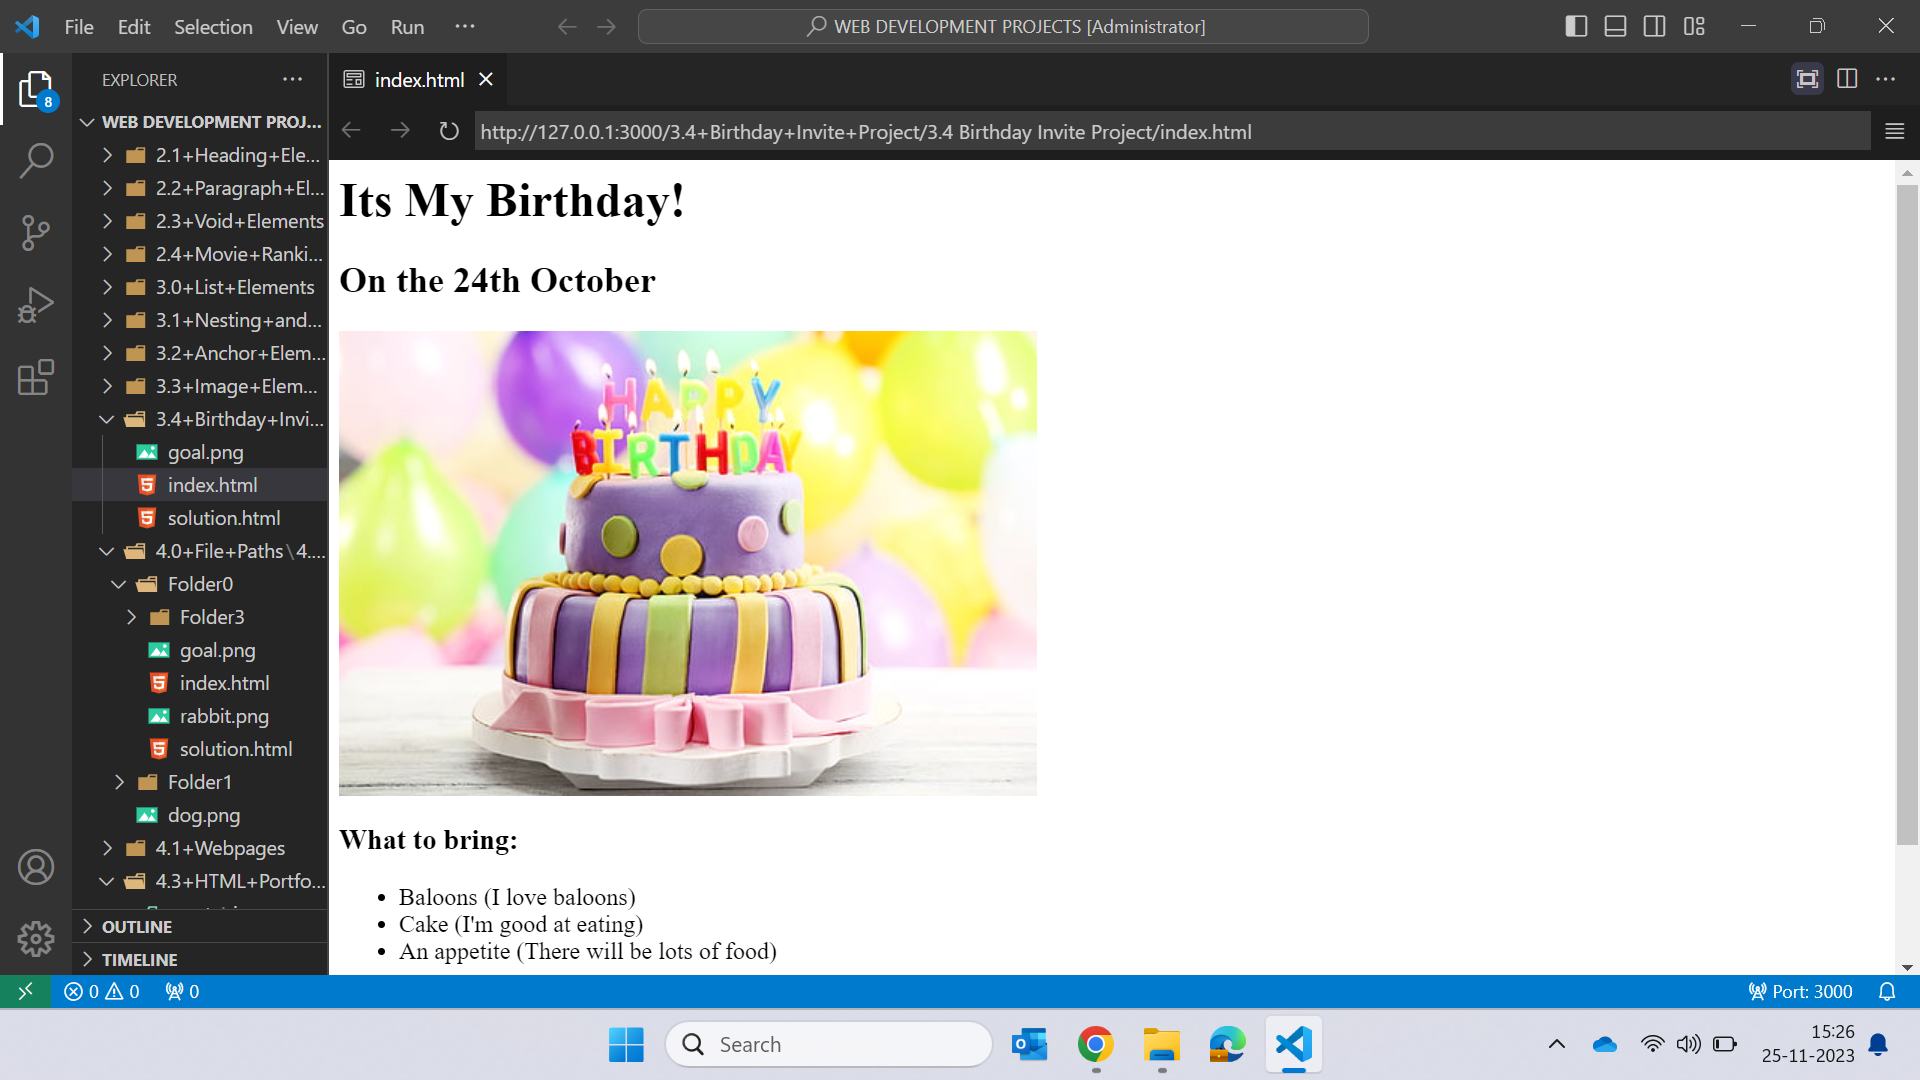 File Edit Selection View Go Run ···
WEB DEVELOPMENT PROJECTS [Administrator]
EXPLORER
index.html
8
WEB DEVELOPMENT PROJ...
http://127.0.0.1:3000/3.4+Birthday+Invite+Project/3.4 Birthday Invite Project/index.html
2.1+Heading+Ele...
2.2+Paragraph+El...
2.3+Void+Elements
2.4+Movie+Ranki...
3.0+List+Elements
3.1+Nesting+and...
3.2+Anchor+Elem...
3.3+Image+Elem...
3.4+Birthday+Invi...
goal.png
index.html
solution.html
4.0+File+Paths\4....
Folder0
Folder3
goal.png
index.html
rabbit.png
solution.html
Folder1
dog.png
4.1+Webpages
4.3+HTML+Portfo...
OUTLINE
TIMELINE
Its My Birthday!
On the 24th October
HAPPY
BIRTHDAY
What to bring:
• Baloons (I love baloons)
• Cake (I'm good at eating)
• An appetite (There will be lots of food)
0 0 0
Port: 3000
Search
15:26
25-11-2023